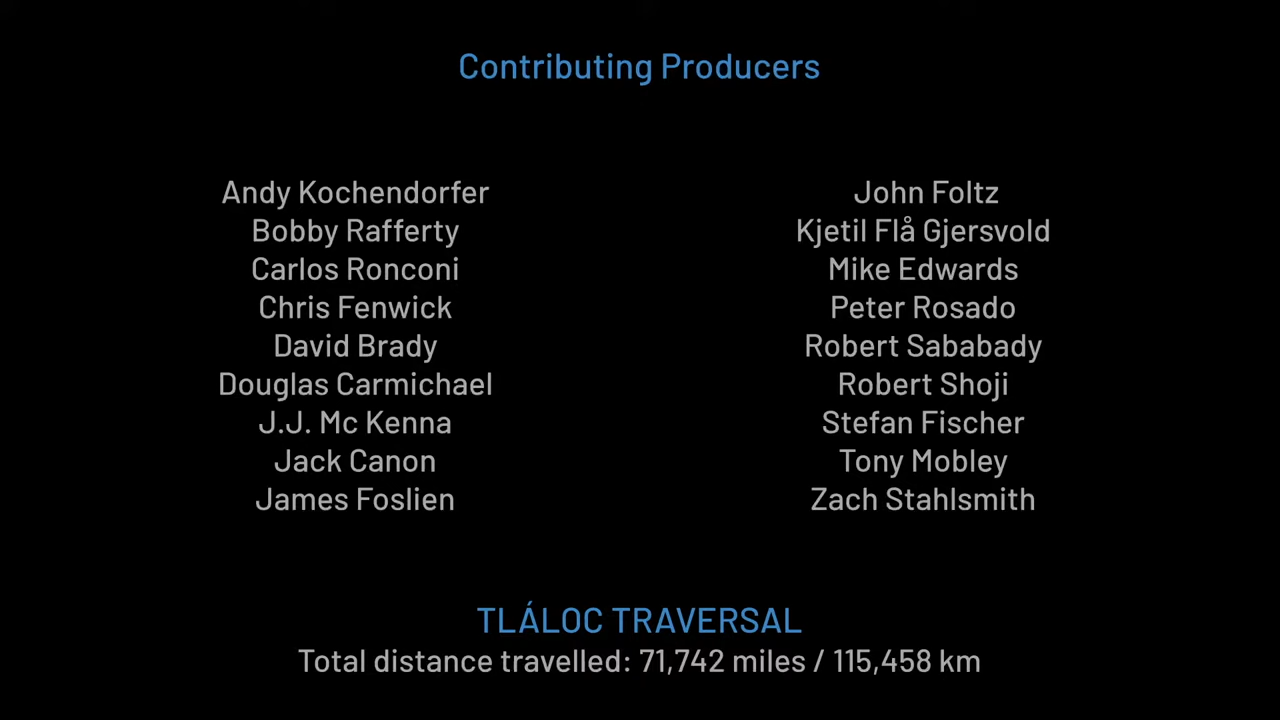 Contributing Producers
Andy Kochendorfer
Bobby Rafferty
Carlos Ronconi
Chris Fenwick
David Brady
Douglas Carmichael
J.J. Mc Kenna
Jack Canon
James Foslien
John Foltz
Kjetil Flå Gjersvold
Mike Edwards
Peter Rosado
Robert Sababady
Robert Shoji
Stefan Fischer
Tony Mobley
Zach Stahlsmith
TLÁLOC TRAVERSAL
Total distance travelled: 71,742 miles / 115,458 km